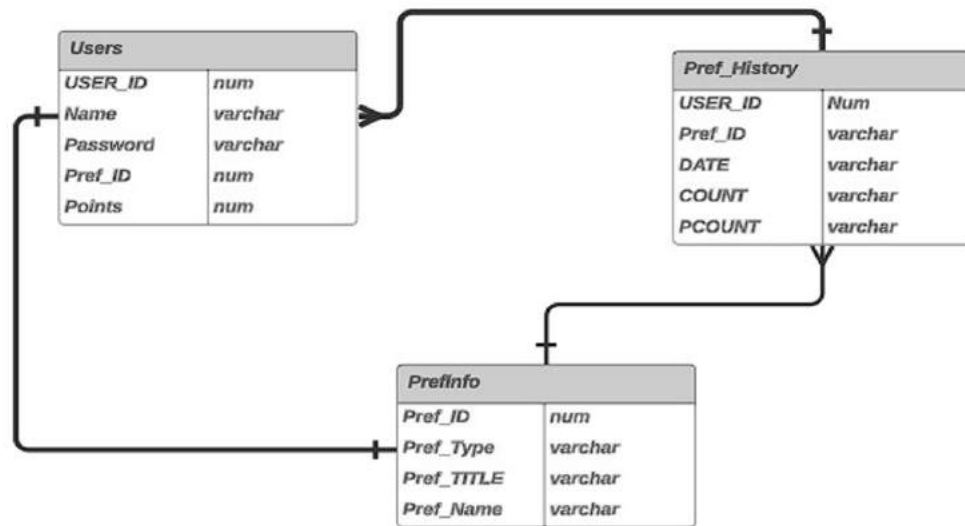 Users
USER_ID num
Name varchar
Password varchar
Pref_ID num
Points num
Pref_History
USER_ID Num
Pref_ID varchar
DATE varchar
COUNT varchar
PCOUNT varchar
PrefInfo
Pref_ID num
Pref_Type varchar
Pref_TITLE varchar
Pref_Name varchar